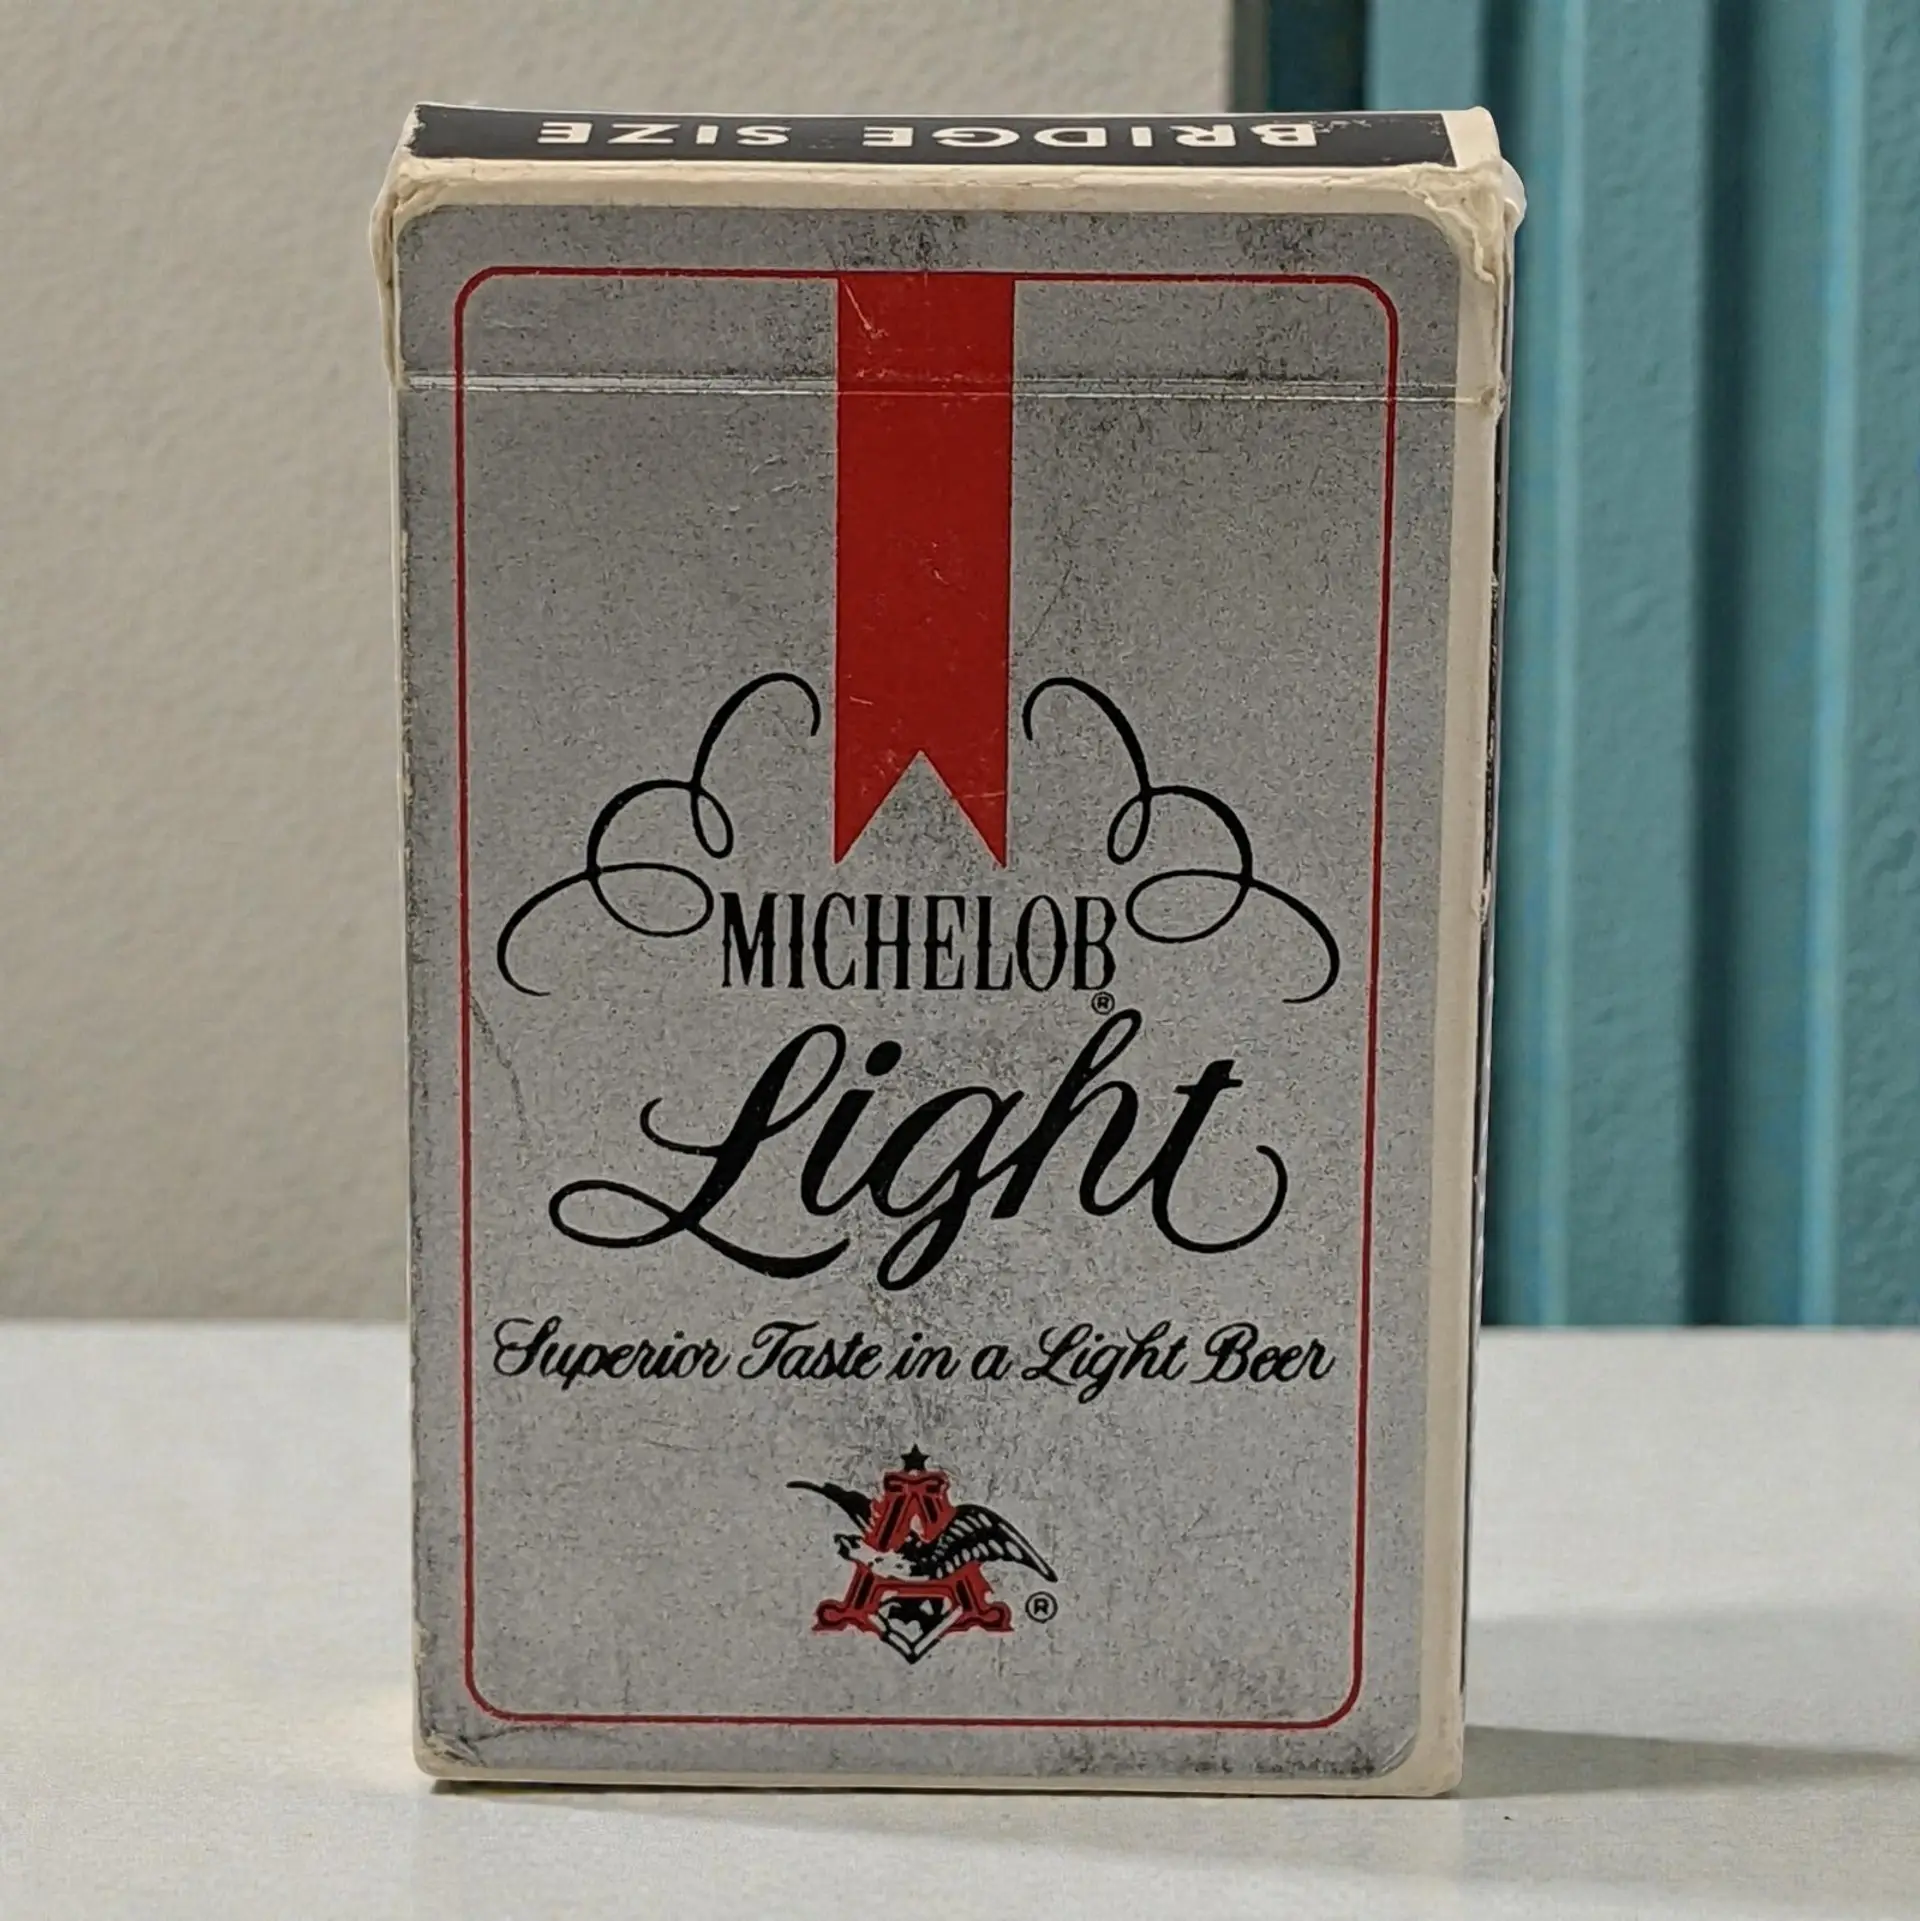 BRIDGE SIZE
MICHELOB®
Light
Superior Taste in a Light Beer
A
®